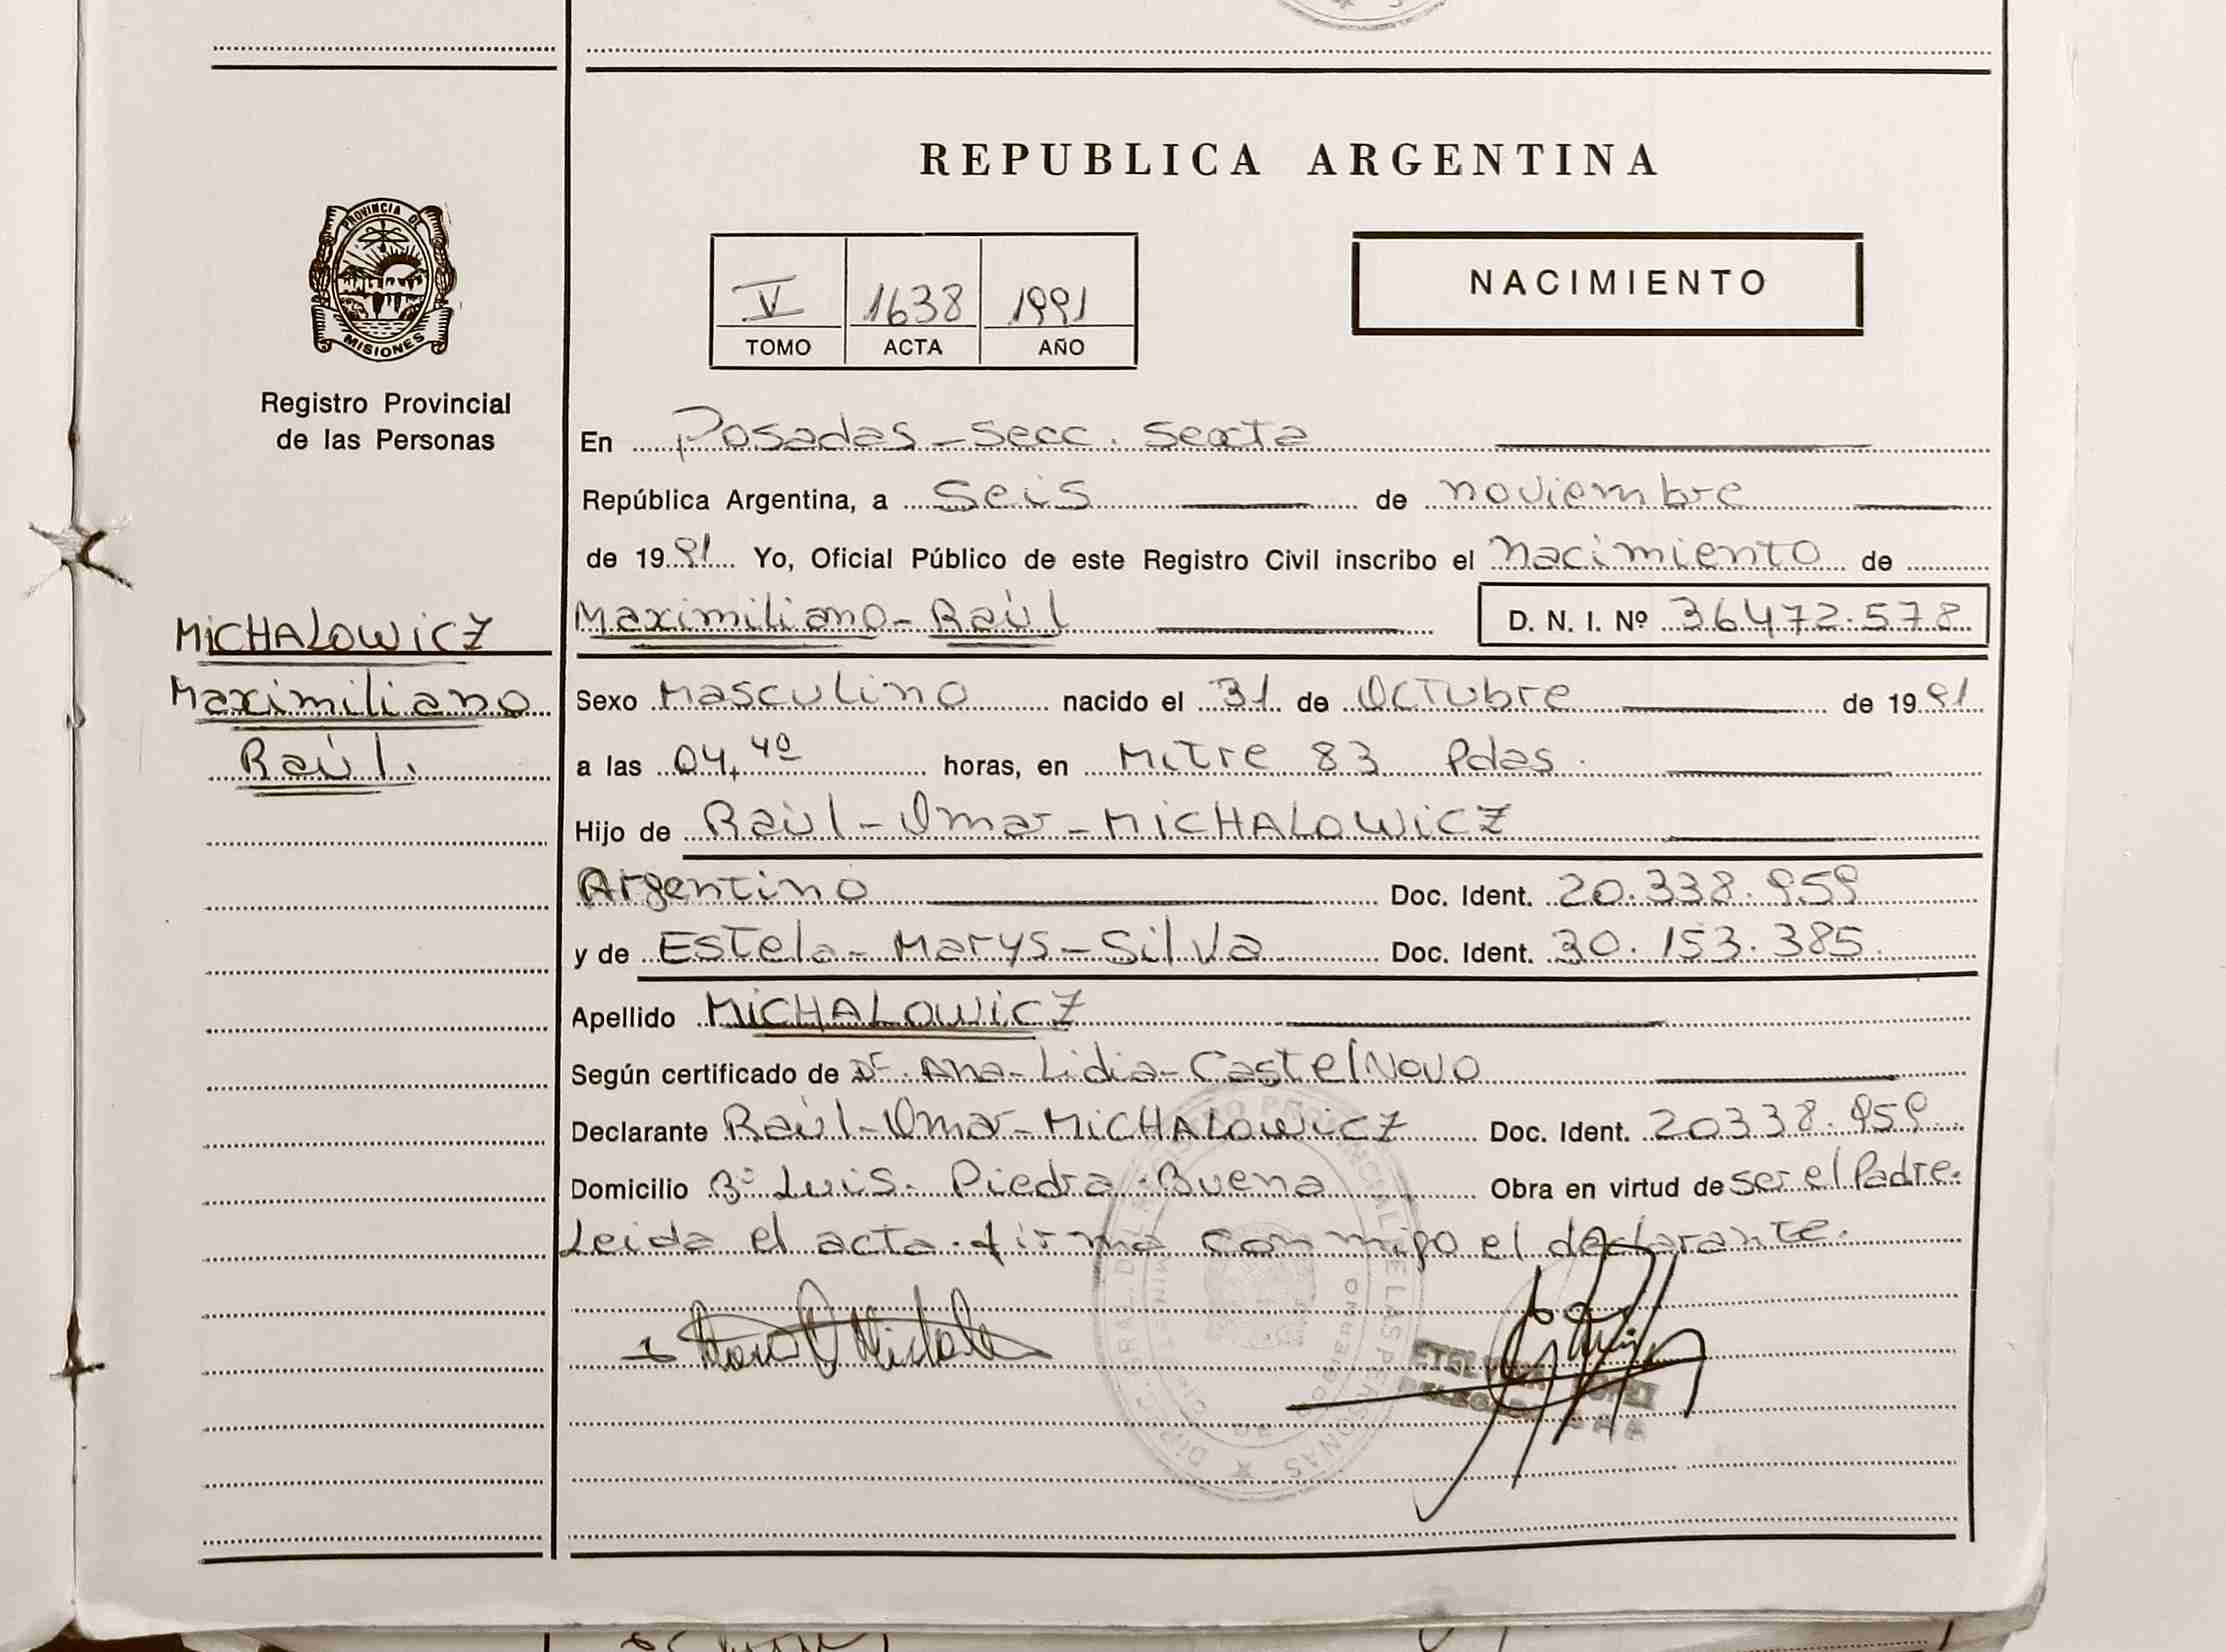 REPUBLICA ARGENTINA
PROVINCIA DE
MISIONES
Registro Provincial
de las Personas
V 1638 1991
TOMO ACTA AÑO
NACIMIENTO
En Posadas - Secc. Sexta
República Argentina, a Seis de noviembre
de 1991 Yo, Oficial Público de este Registro Civil inscribo el nacimiento de
MICHALOWICZ
Maximiliano
Raúl.
Maximiliano - Raúl D. N. I. Nº 36472.578
Sexo Masculino nacido el 31 de Octubre de 1991
a las 04,40 horas, en Mitre 83 Pdas.
Hijo de Raúl - Omar - MICHALOWICZ
Argentino Doc. Ident. 20.338.959
y de Estela - Marys - Silva Doc. Ident. 30.153.385.
Apellido MICHALOWICZ
Según certificado de Dr. Ana - Lidia - CastelNovo
Declarante Raúl - Omar - MICHALOWICZ Doc. Ident. 20338.959
Domicilio Bº Luis. Piedra. Buena Obra en virtud de ser el Padre.
Leida el acta. firma conmigo el declarante.